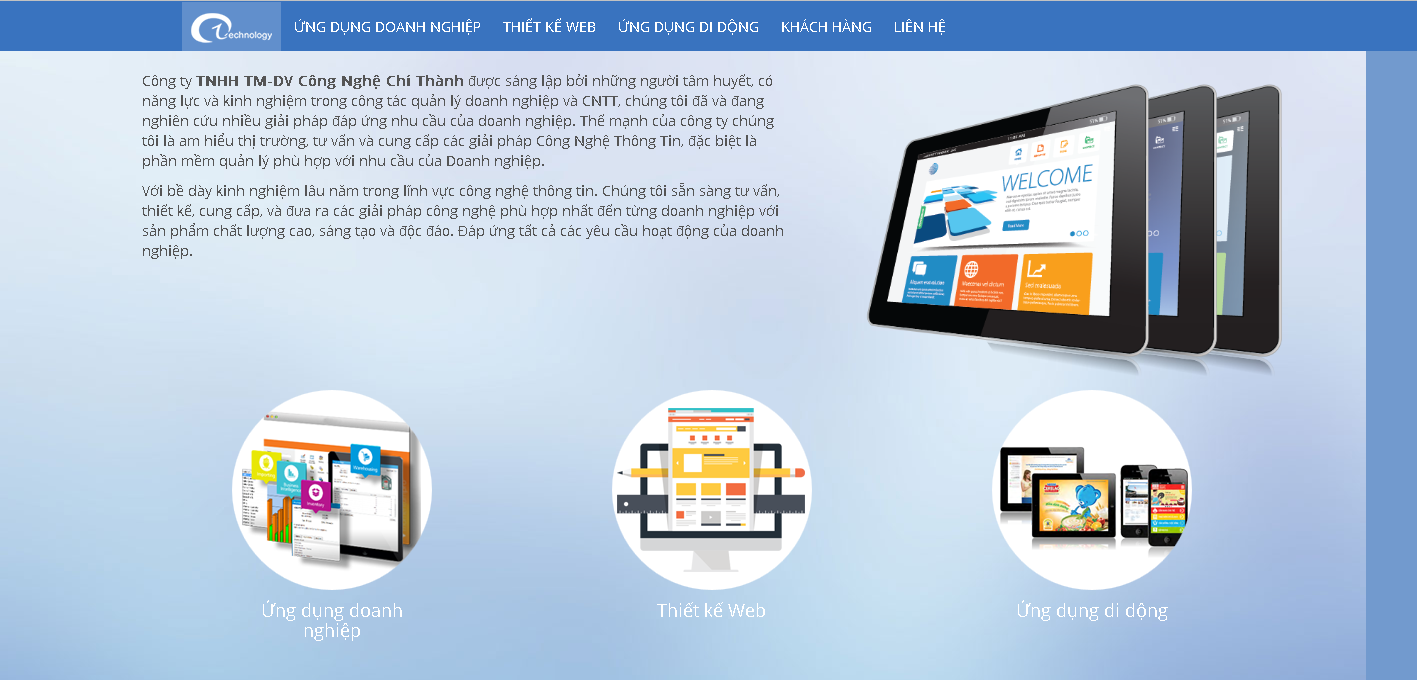 echnology
ỨNG DỤNG DOANH NGHIỆP
THIẾT KẾ WEB
ỨNG DỤNG DI ĐỘNG
KHÁCH HÀNG
LIÊN HỆ
Công ty TNHH TM-DV Công Nghệ Chí Thành được sáng lập bởi những người tâm huyết, có
năng lực và kinh nghiệm trong công tác quản lý doanh nghiệp và CNTT, chúng tôi đã và đang
nghiên cứu nhiều giải pháp đáp ứng nhu cầu của doanh nghiệp. Thế mạnh của công ty chúng
tôi là am hiểu thị trường, tư vấn và cung cấp các giải pháp Công Nghệ Thông Tin, đặc biệt là
phần mềm quản lý phù hợp với nhu cầu của Doanh nghiệp.
Với bề dày kinh nghiệm lâu năm trong lĩnh vực công nghệ thông tin. Chúng tôi sẵn sàng tư vấn,
thiết kế, cung cấp, và đưa ra các giải pháp công nghệ phù hợp nhất đến từng doanh nghiệp với
sản phẩm chất lượng cao, sáng tạo và độc đáo. Đáp ứng tất cả các yêu cầu hoạt động của doanh
nghiệp.
WELCOME
Read More
Aliquam erat volutpat
Maecenas vel dictum
Sed malesuada
Warehousing
Business
Intelligence
Inventory
Ứng dụng doanh
nghiệp
Thiết kế Web
Ứng dụng di động